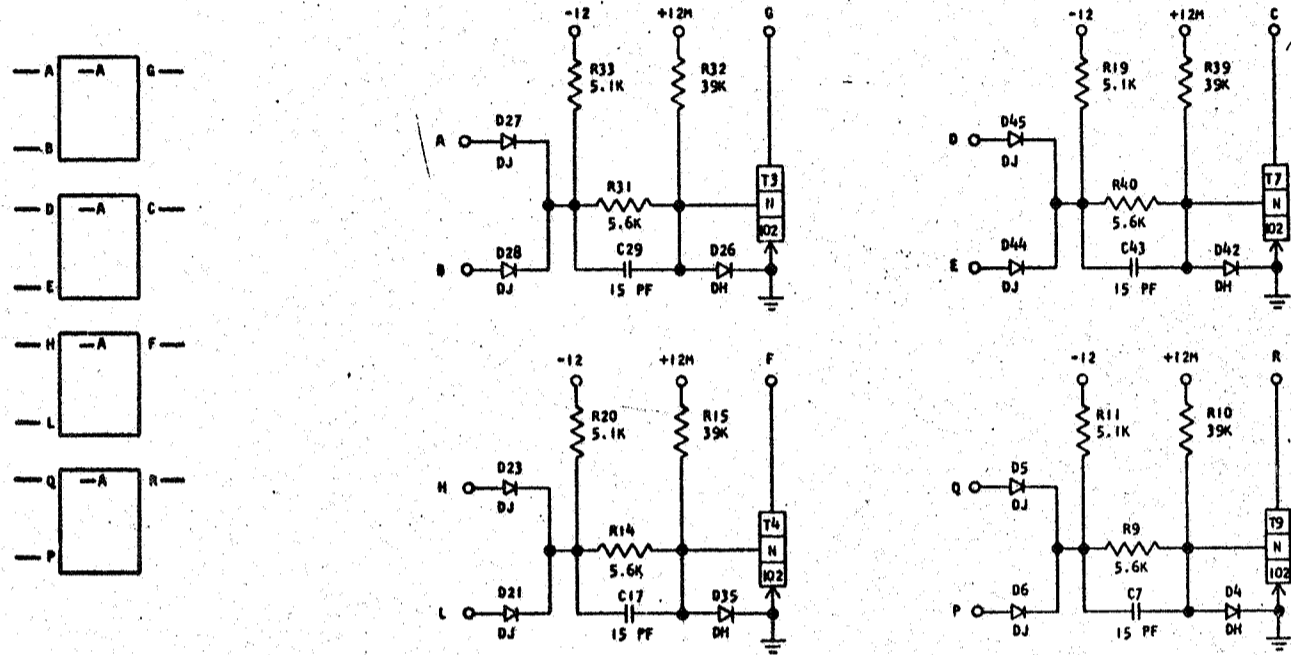 A —A G
B
D —A C
E
H —A F
L
Q —A R
P
-12 +12M G
R33 5.1K
R32 39K
D27
A
DJ
R31
5.6K
T3
N
102
D28
B
DJ
C29
15 PF
D26
DH
-12 +12M C
R19 5.1K
R39 39K
D45
D
DJ
R40
5.6K
T7
N
102
D44
E
DJ
C43
15 PF
D42
DH
-12 +12M F
R20 5.1K
R15 39K
D23
H
DJ
R14
5.6K
T4
N
102
D21
L
DJ
C17
15 PF
D35
DH
-12 +12M R
R11 5.1K
R10 39K
D5
Q
DJ
R9
5.6K
T9
N
102
D6
P
DJ
C7
15 PF
D4
DH